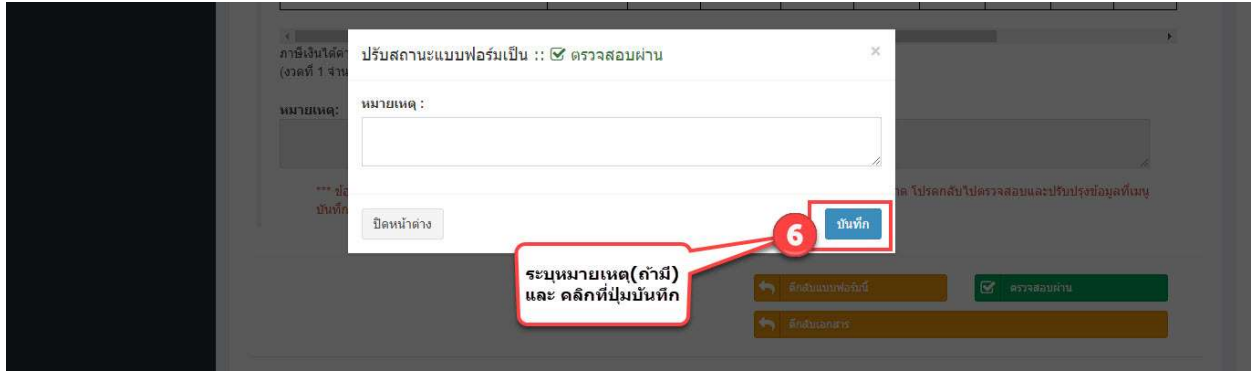 ปรับสถานะแบบฟอร์มเป็น :: ตรวจสอบผ่าน
×
ภาษีเงินได้
(งวดที่ 1
หมายเหตุ :
หมายเหตุ:
โปรดกลับไปตรวจสอบและปรับปรุงข้อมูลที่เมนู
บันทึก
ปิดหน้าต่าง
บันทึก
6
ระบุหมายเหตุ(ถ้ามี)
และ คลิกที่ปุ่มบันทึก
ตีกลับแบบฟอร์มนี้
ตรวจสอบผ่าน
ตีกลับเอกสาร